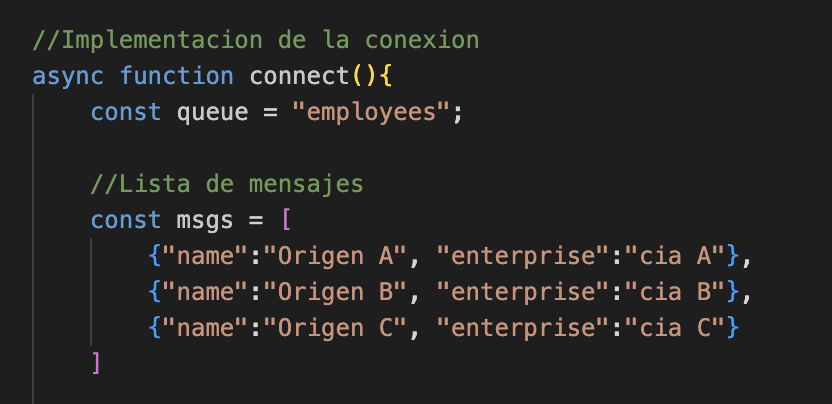 //Implementacion de la conexion
async function connect(){
const queue = "employees";
//Lista de mensajes
const msgs = [
{"name":"Origen A", "enterprise":"cia A"},
{"name":"Origen B", "enterprise":"cia B"},
{"name":"Origen C", "enterprise":"cia C"}
]